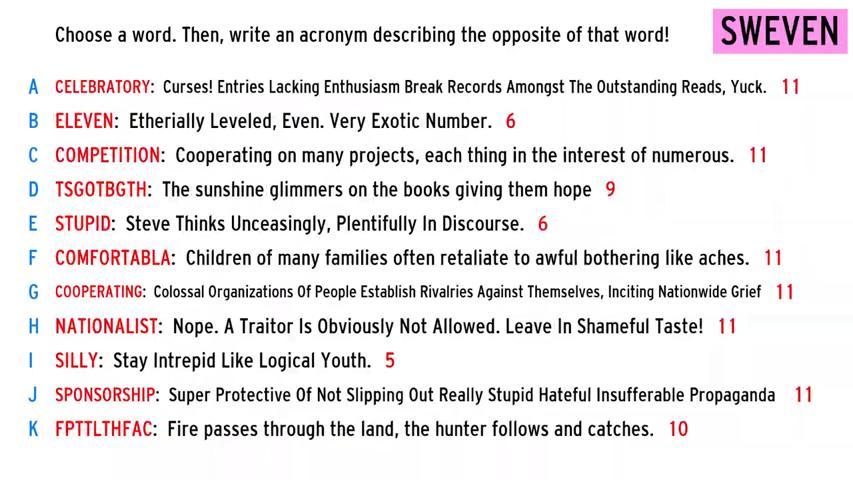 Choose a word. Then, write an acronym describing the opposite of that word!
SWEVEN
A CELEBRATORY: Curses! Entries Lacking Enthusiasm Break Records Amongst The Outstanding Reads, Yuck. 11
B ELEVEN: Etherially Leveled, Even. Very Exotic Number. 6
C COMPETITION: Cooperating on many projects, each thing in the interest of numerous. 11
D TSGOTBGTH: The sunshine glimmers on the books giving them hope 9
E STUPID: Steve Thinks Unceasingly, Plentifully In Discourse. 6
F COMFORTABLA: Children of many families often retaliate to awful bothering like aches. 11
G COOPERATING: Colossal Organizations Of People Establish Rivalries Against Themselves, Inciting Nationwide Grief 11
H NATIONALIST: Nope. A Traitor Is Obviously Not Allowed. Leave In Shameful Taste! 11
I SILLY: Stay Intrepid Like Logical Youth. 5
J SPONSORSHIP: Super Protective Of Not Slipping Out Really Stupid Hateful Insufferable Propaganda 11
K FPTTLTHFAC: Fire passes through the land, the hunter follows and catches. 10